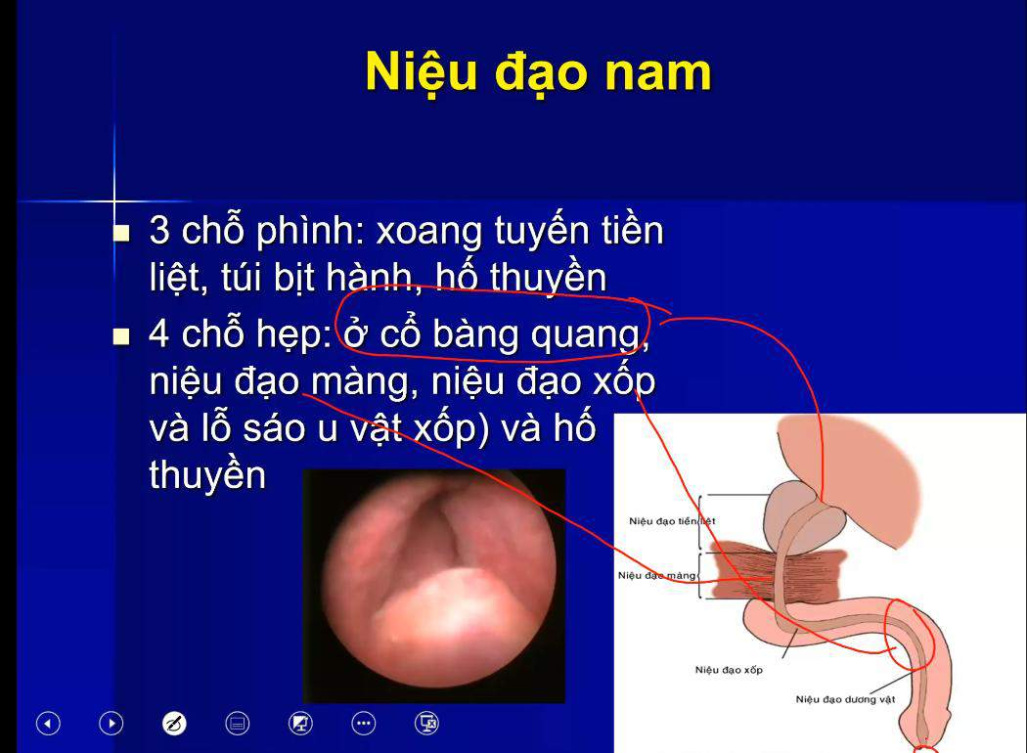 Niệu đạo nam
3 chỗ phình: xoang tuyến tiền
liệt, túi bịt hành, hố thuyền
4 chỗ hẹp: ở cổ bàng quang,
niệu đạo màng, niệu đạo xốp
và lỗ sáo u vật xốp) và hố
thuyền
Niệu đạo tiền liệt
Niệu đạo màng
Niệu đạo xốp
Niệu đạo dương vật